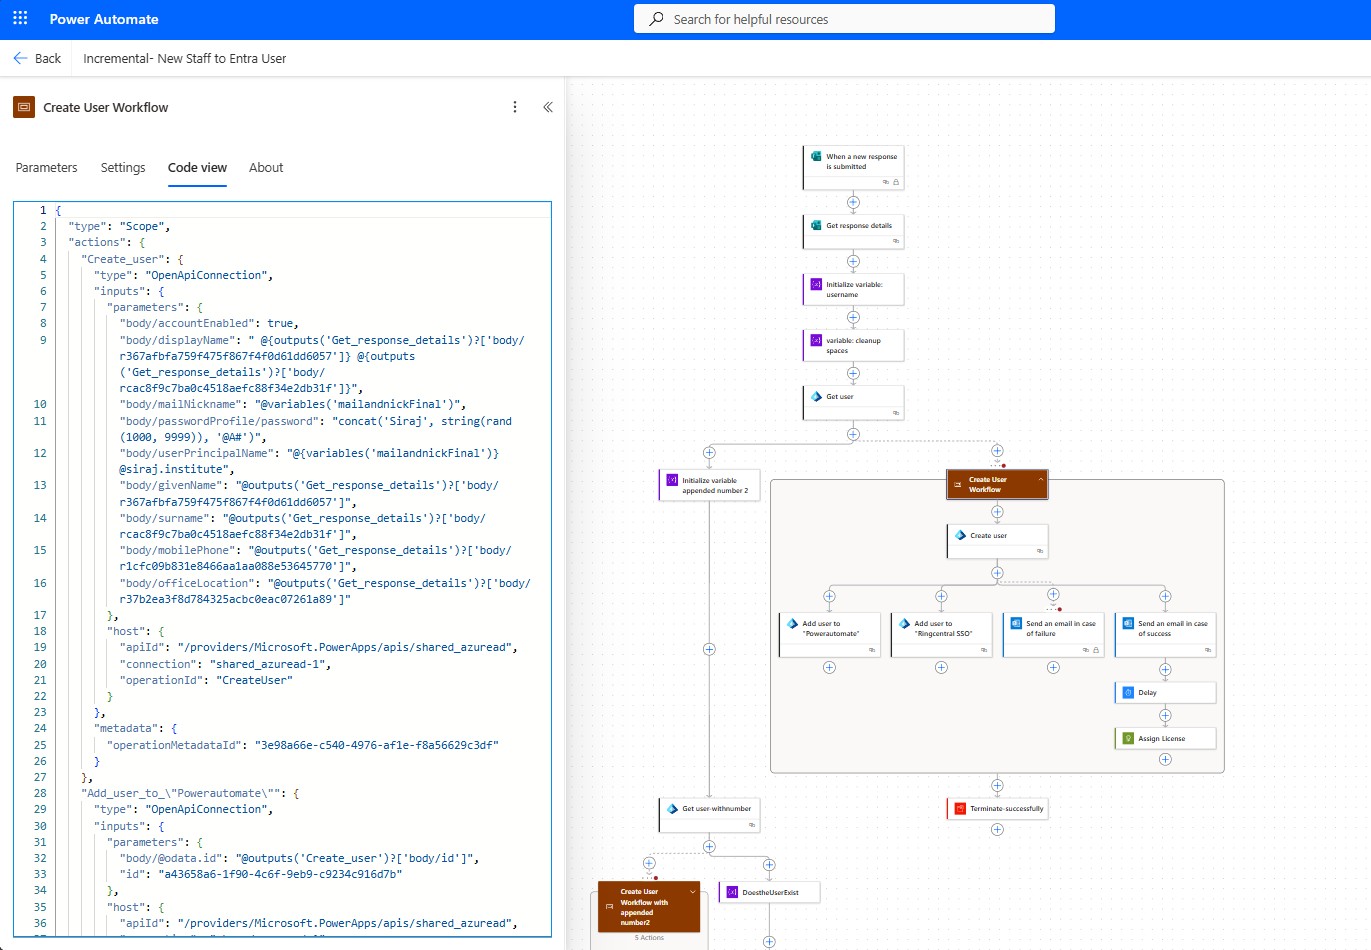 Power Automate
Search for helpful resources
Back
Incremental- New Staff to Entra User
Create User Workflow
Parameters
Settings
Code view
About
1 {
2 "type": "Scope",
3 "actions": {
4 "Create_user": {
5 "type": "OpenApiConnection",
6 "inputs": {
7 "parameters": {
8 "body/accountEnabled": true,
9 "body/displayName": " @{outputs('Get_response_details')?['body/
r367afbfa759f475f867f4f0d61dd6057']} @{outputs
('Get_response_details')?['body/
rcac8f9c7ba0c4518aefc88f34e2db31f']}",
10 "body/mailNickname": "@variables('mailandnickFinal')",
11 "body/passwordProfile/password": "concat('Siraj', string(rand
(1000, 9999)), '@A#')",
12 "body/userPrincipalName": "@{variables('mailandnickFinal')}
@siraj.institute",
13 "body/givenName": "@outputs('Get_response_details')?['body/
r367afbfa759f475f867f4f0d61dd6057']",
14 "body/surname": "@outputs('Get_response_details')?['body/
rcac8f9c7ba0c4518aefc88f34e2db31f']",
15 "body/mobilePhone": "@outputs('Get_response_details')?['body/
r1cfc09b831e8466aa1aa088e53645770']",
16 "body/officeLocation": "@outputs('Get_response_details')?['body/
r37b2ea3f8d784325acbc0eac07261a89']"
17 },
18 "host": {
19 "apiId": "/providers/Microsoft.PowerApps/apis/shared_azuread",
20 "connection": "shared_azuread-1",
21 "operationId": "CreateUser"
22 }
23 },
24 "metadata": {
25 "operationMetadataId": "3e98a66e-c540-4976-af1e-f8a56629c3df"
26 }
27 },
28 "Add_user_to_\"Powerautomate\"": {
29 "type": "OpenApiConnection",
30 "inputs": {
31 "parameters": {
32 "body/@odata.id": "@outputs('Create_user')?['body/id']",
33 "id": "a43658a6-1f90-4c6f-9eb9-c9234c916d7b"
34 },
35 "host": {
36 "apiId": "/providers/Microsoft.PowerApps/apis/shared_azuread",
When a new response
is submitted
Get response details
Initialize variable:
username
variable: cleanup
spaces
Get user
Initialize variable
appended number 2
Create User
Workflow
Create user
Add user to
"Powerautomate"
Add user to
"Ringcentral SSO"
Send an email in case
of failure
Send an email in case
of success
Delay
Assign License
Terminate-successfully
Get user-withnumber
Create User
Workflow with
appended
number2
5 Actions
DoestheUserExist